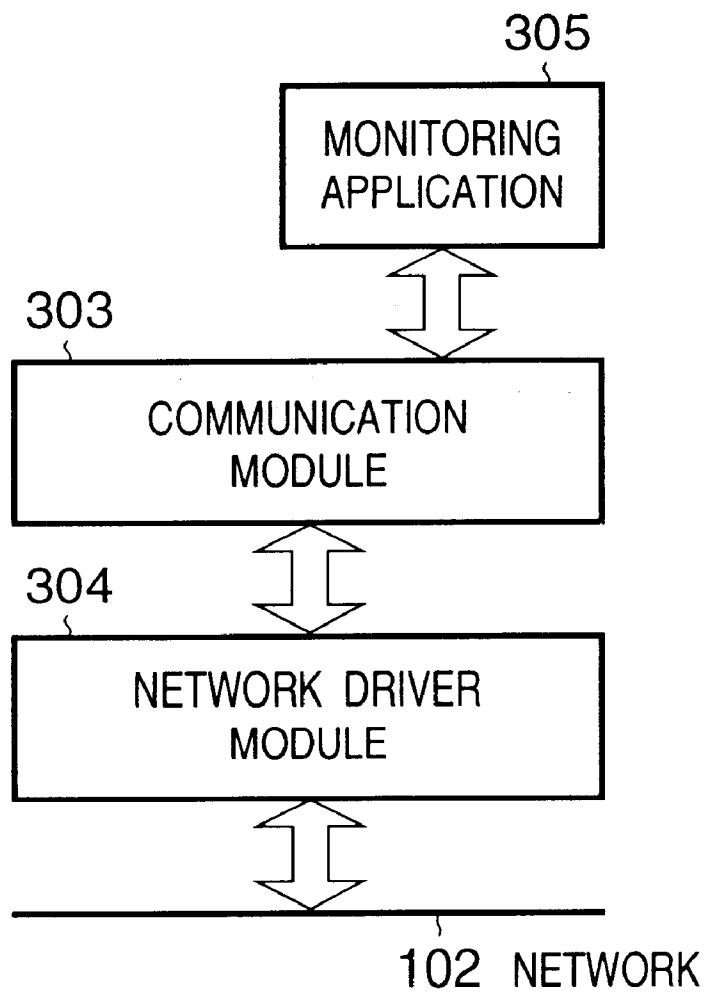 305
MONITORING
APPLICATION
303
COMMUNICATION
MODULE
304
NETWORK DRIVER
MODULE
102 NETWORK